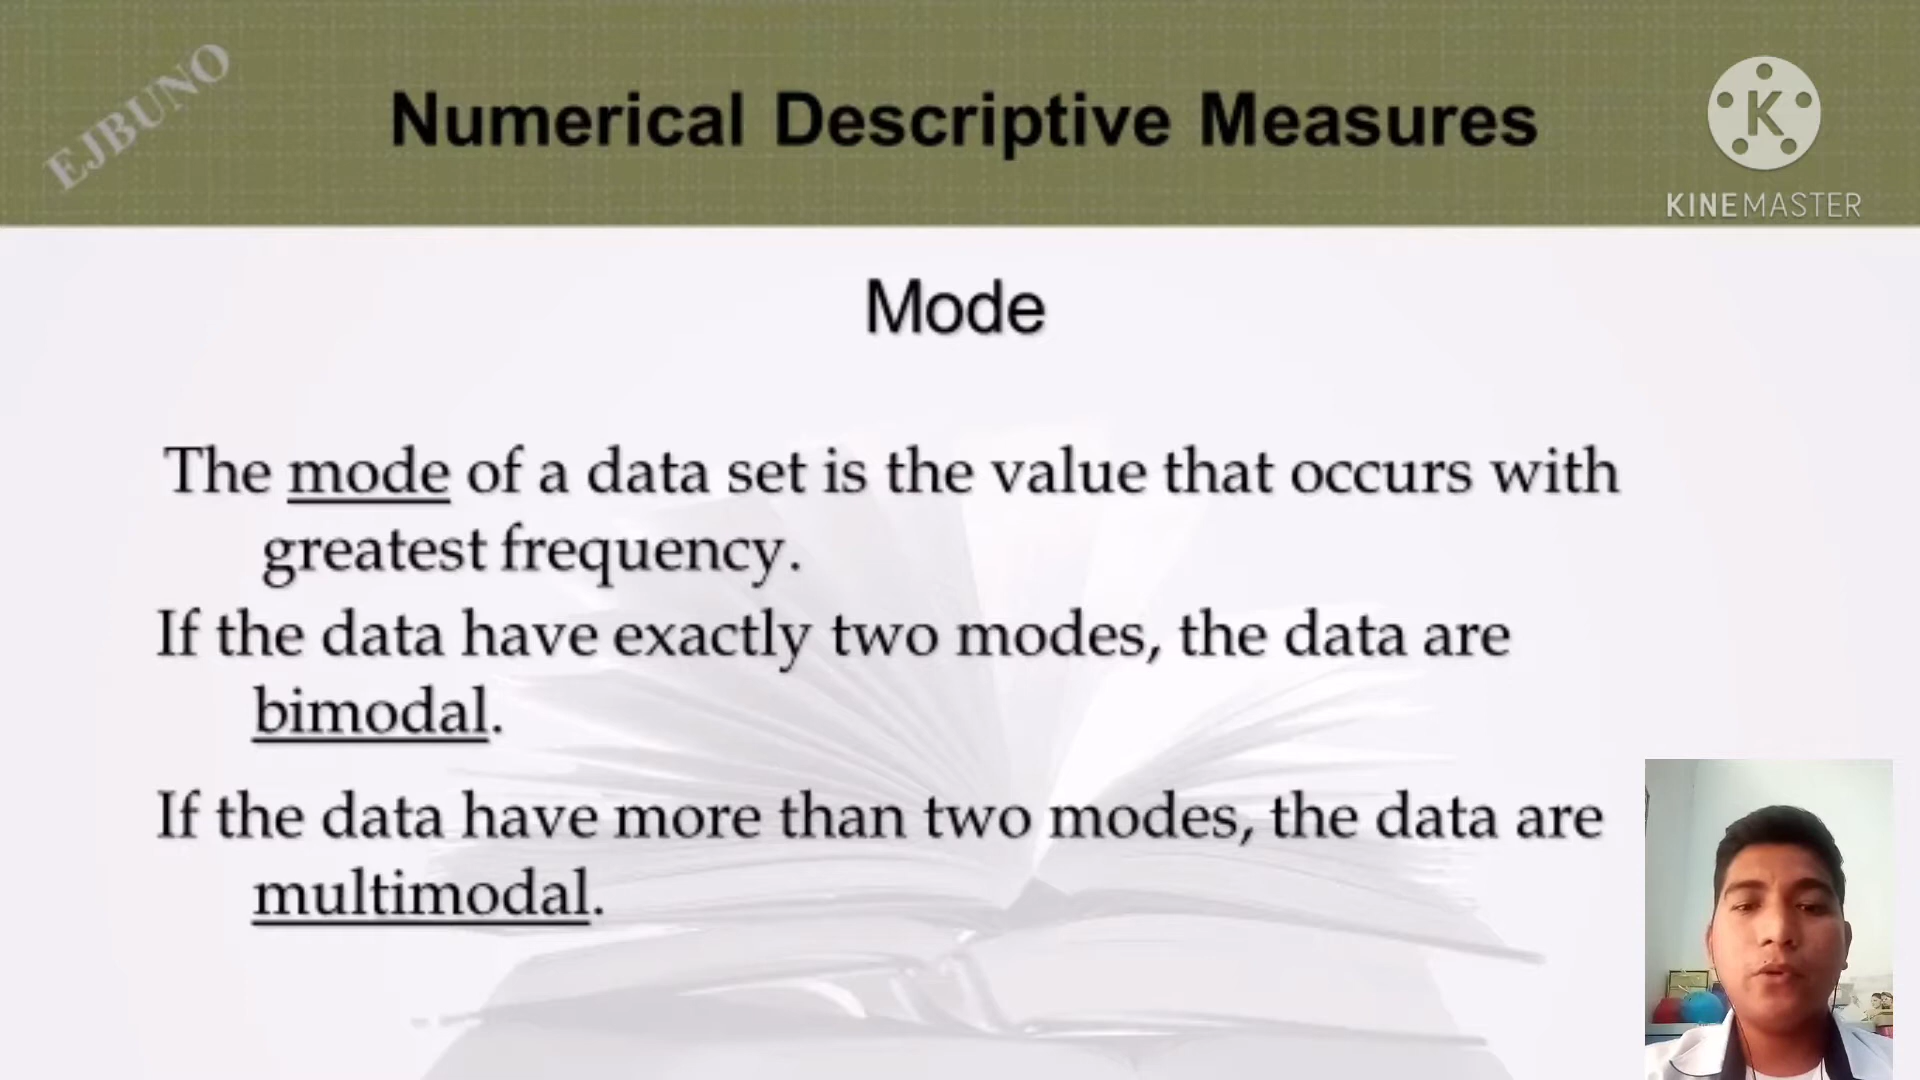 EJBUNO
Numerical Descriptive Measures
K
KINEMASTER
Mode
The mode of a data set is the value that occurs with
greatest frequency.
If the data have exactly two modes, the data are
bimodal.
If the data have more than two modes, the data are
multimodal.